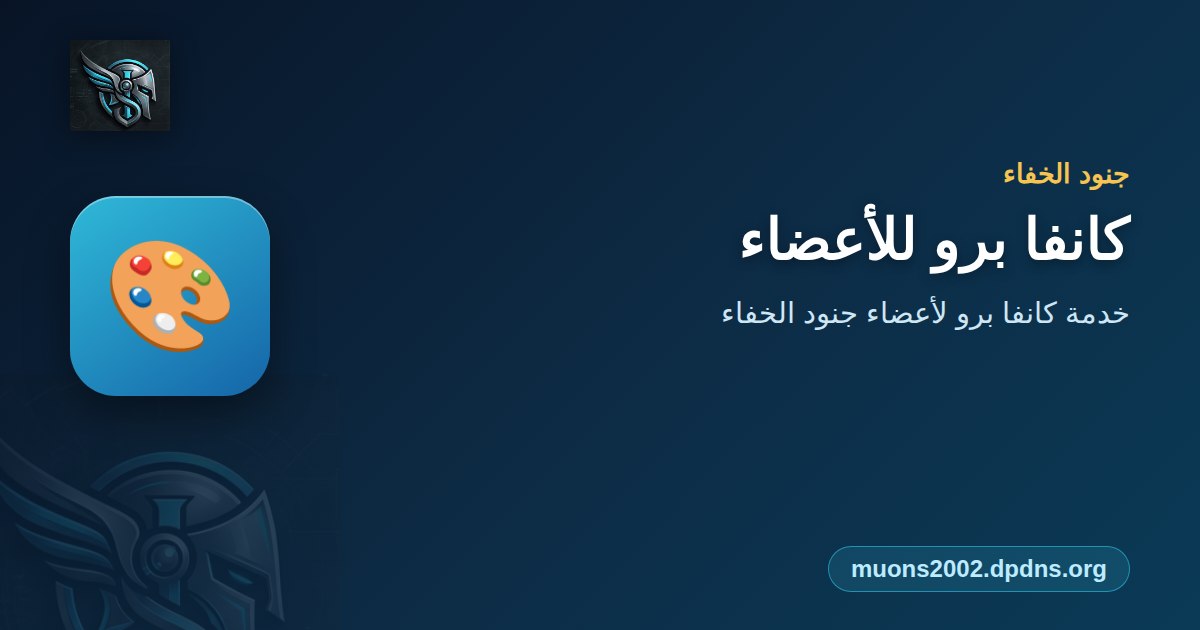 جنود الخفاء
كانفا برو للأعضاء
خدمة كانفا برو لأعضاء جنود الخفاء
muons2002.dpdns.org